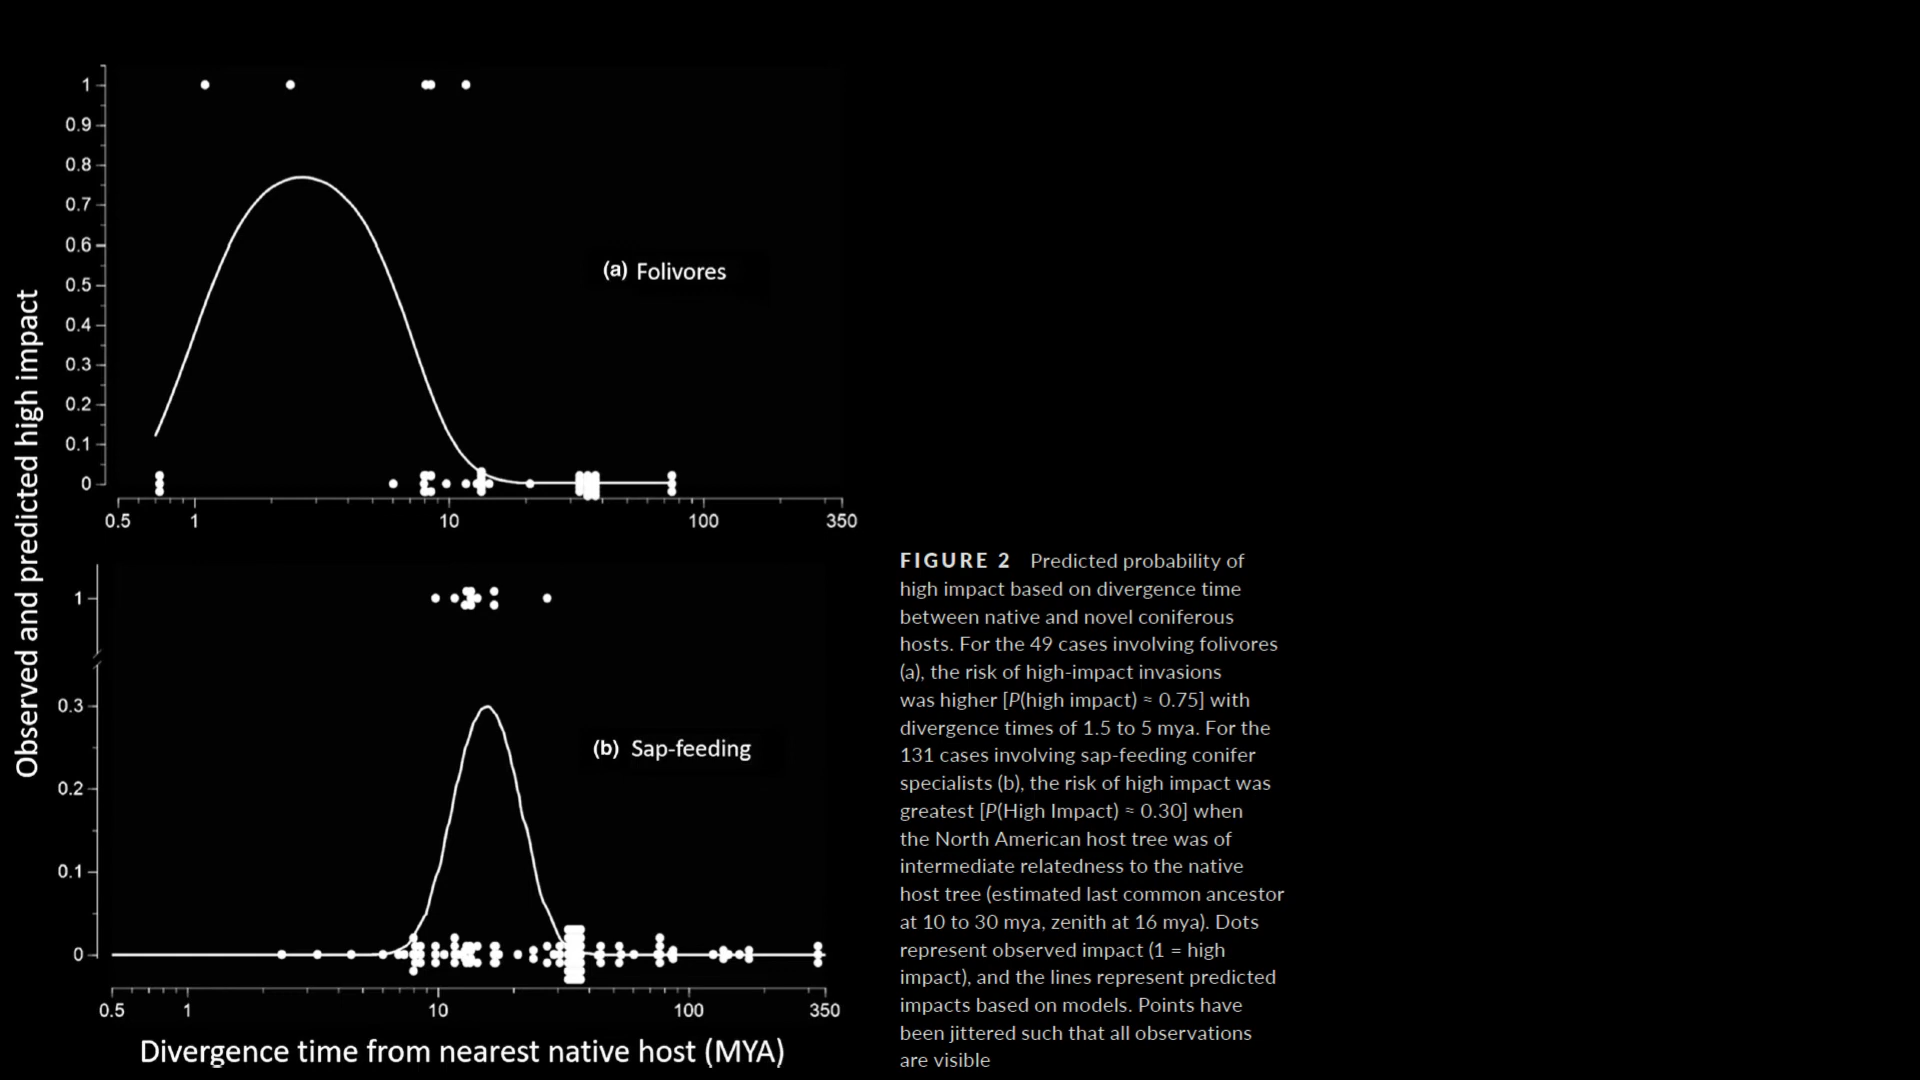 Observed and predicted high impact
1
0.9
0.8
0.7
0.6
0.5
0.4
0.3
0.2
0.1
0
(a) Folivores
0.5 1 10 100 350
1
0.3
0.2
0.1
0
(b) Sap-feeding
0.5 1 10 100 350
Divergence time from nearest native host (MYA)
FIGURE 2 Predicted probability of
high impact based on divergence time
between native and novel coniferous
hosts. For the 49 cases involving folivores
(a), the risk of high-impact invasions
was higher [P(high impact) ≈ 0.75] with
divergence times of 1.5 to 5 mya. For the
131 cases involving sap-feeding conifer
specialists (b), the risk of high impact was
greatest [P(High Impact) ≈ 0.30] when
the North American host tree was of
intermediate relatedness to the native
host tree (estimated last common ancestor
at 10 to 30 mya, zenith at 16 mya). Dots
represent observed impact (1 = high
impact), and the lines represent predicted
impacts based on models. Points have
been jittered such that all observations
are visible